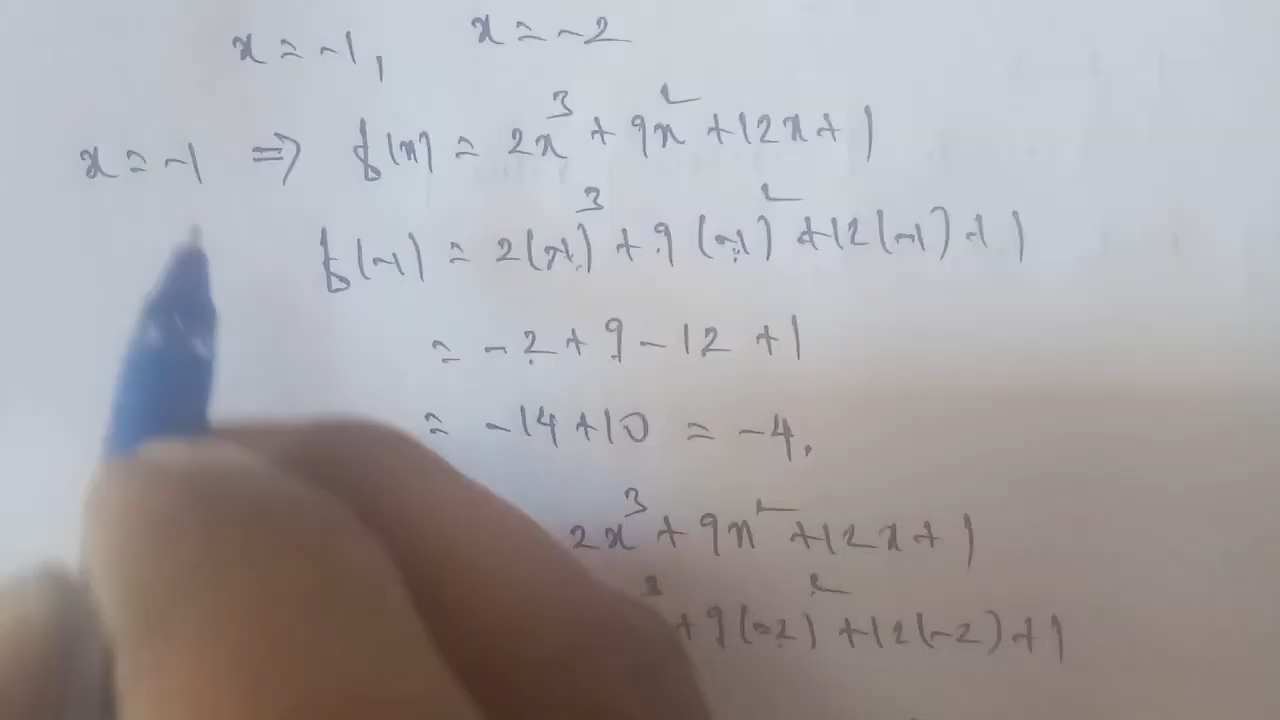 x = -1, x = -2
x = -1 ⇒ f(x) = 2x³ + 9x² + 12x + 1
f(-1) = 2(-1)³ + 9(-1)² + 12(-1) + 1
= -2 + 9 - 12 + 1
= -14 + 10 = -4.
2x³ + 9x² + 12x + 1
³ + 9(-2)² + 12(-2) + 1